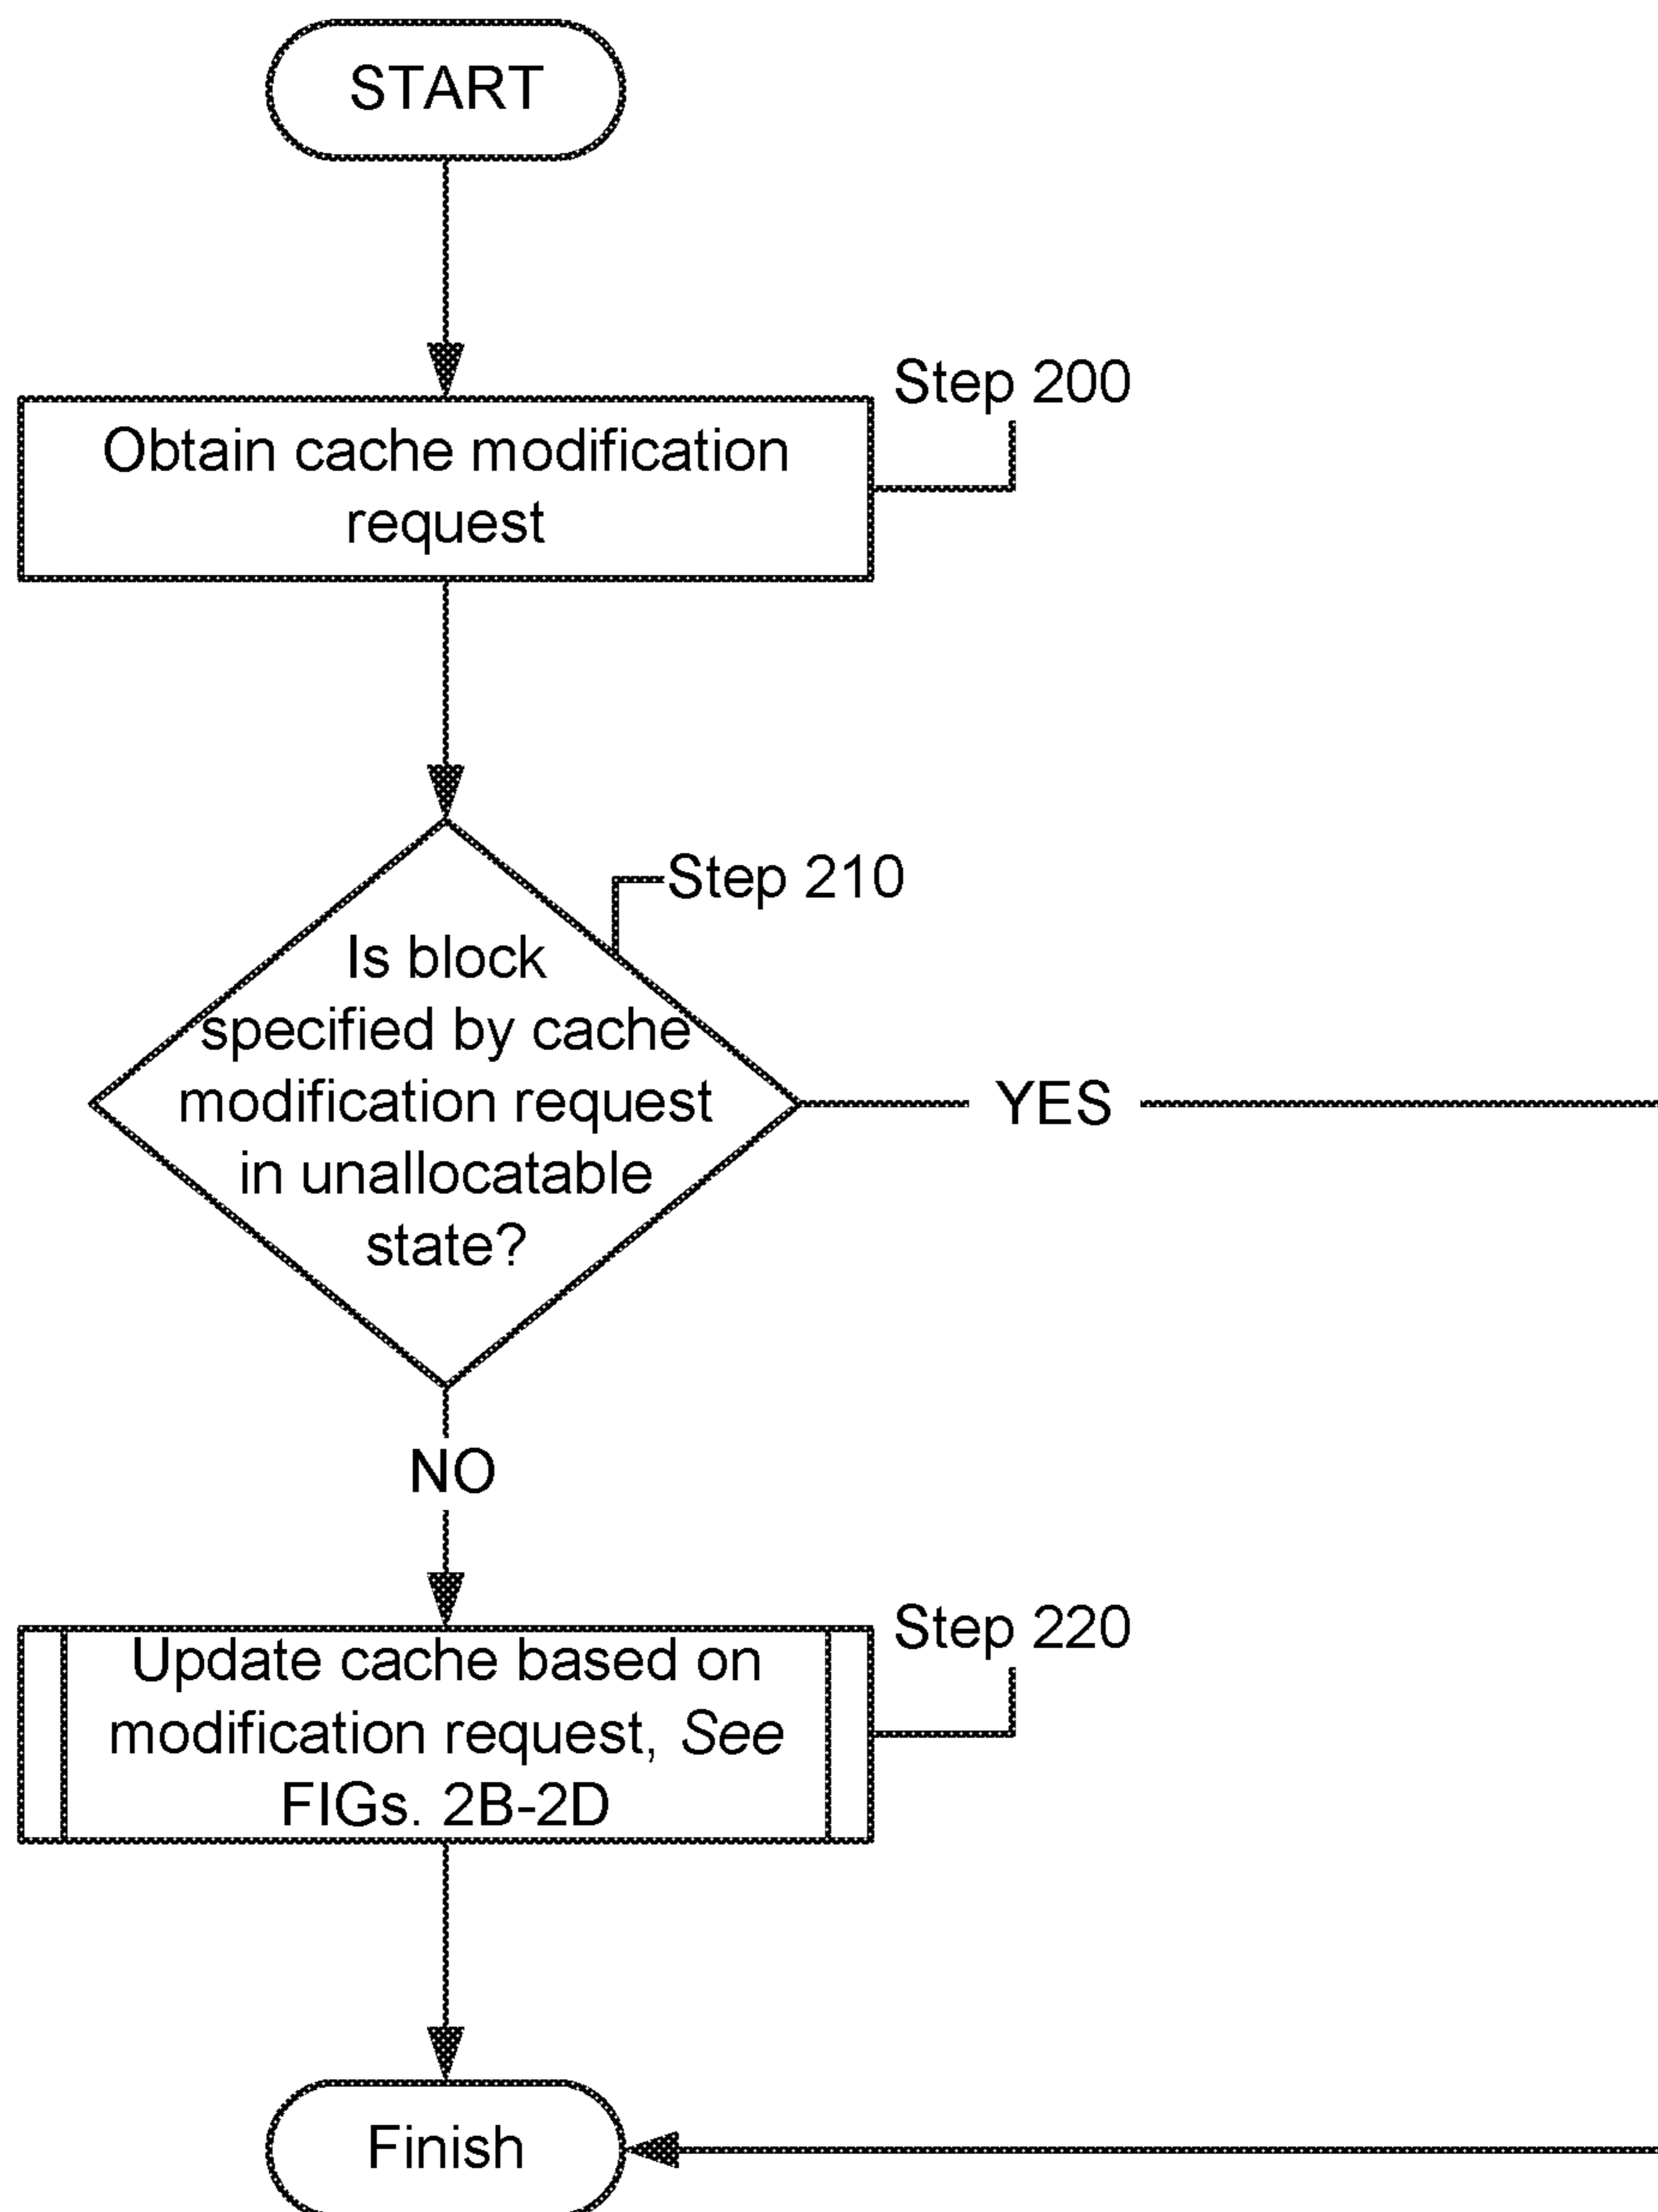 START
Step 200
Obtain cache modification
request
Step 210
Is block
specified by cache
modification request
in unallocatable
state?
YES
NO
Step 220
Update cache based on
modification request, See
FIGs. 2B-2D
Finish